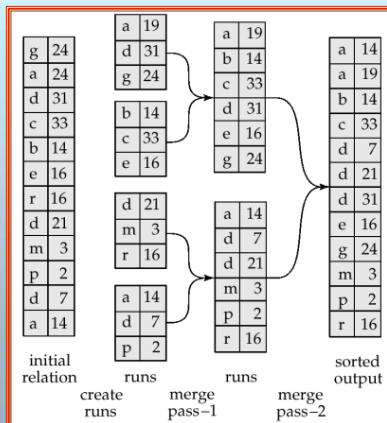 g 24
a 24
d 31
c 33
b 14
e 16
r 16
d 21
m 3
p 2
d 7
a 14
initial
relation
a 19
d 31
g 24
b 14
c 33
e 16
d 21
m 3
r 16
a 14
d 7
p 2
runs
create
runs
a 19
b 14
c 33
d 31
e 16
g 24
a 14
d 7
d 21
m 3
p 2
r 16
runs
merge
pass–1
a 14
a 19
b 14
c 33
d 7
d 21
d 31
e 16
g 24
m 3
p 2
r 16
sorted
output
merge
pass–2